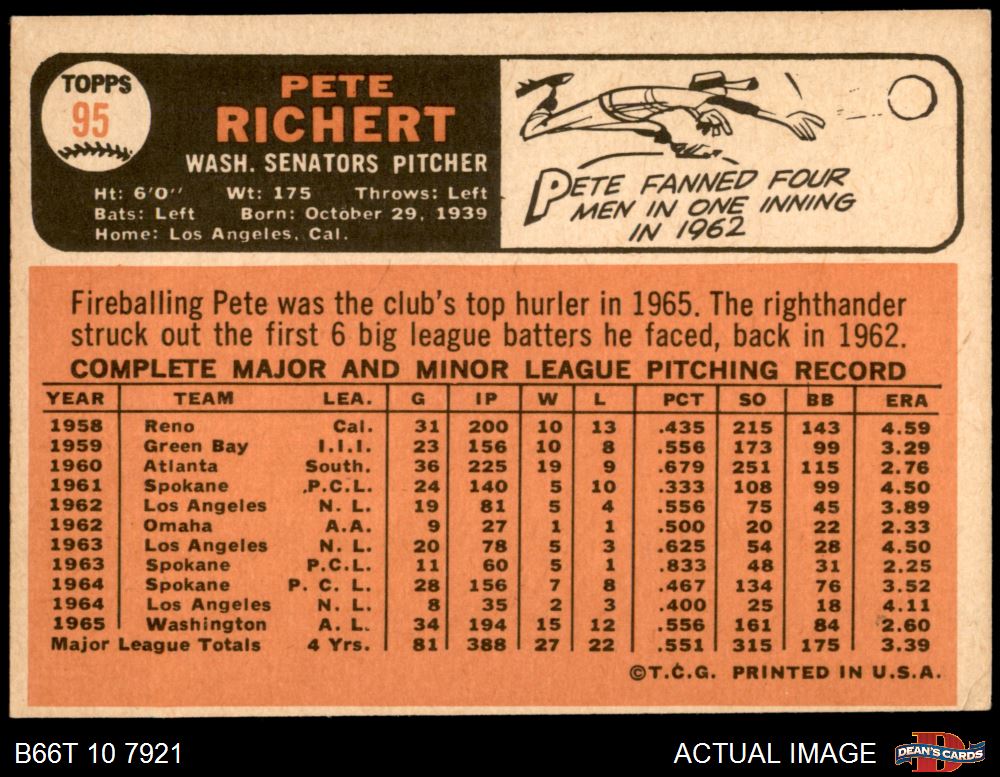 TOPPS
95
PETE
RICHERT
WASH. SENATORS PITCHER
Ht: 6'0" Wt: 175 Throws: Left
Bats: Left Born: October 29, 1939
Home: Los Angeles, Cal.
PETE FANNED FOUR
MEN IN ONE INNING
IN 1962
Fireballing Pete was the club's top hurler in 1965. The righthander
struck out the first 6 big league batters he faced, back in 1962.
COMPLETE MAJOR AND MINOR LEAGUE PITCHING RECORD
YEAR TEAM LEA. G IP W L PCT SO BB ERA
1958 Reno Cal. 31 200 10 13 .435 215 143 4.59
1959 Green Bay I.I.I. 23 156 10 8 .556 173 99 3.29
1960 Atlanta South. 36 225 19 9 .679 251 115 2.76
1961 Spokane P.C.L. 24 140 5 10 .333 108 99 4.50
1962 Los Angeles N. L. 19 81 5 4 .556 75 45 3.89
1962 Omaha A.A. 9 27 1 1 .500 20 22 2.33
1963 Los Angeles N. L. 20 78 5 3 .625 54 28 4.50
1963 Spokane P.C.L. 11 60 5 1 .833 48 31 2.25
1964 Spokane P. C. L. 28 156 7 8 .467 134 76 3.52
1964 Los Angeles N. L. 8 35 2 3 .400 25 18 4.11
1965 Washington A. L. 34 194 15 12 .556 161 84 2.60
Major League Totals 4 Yrs. 81 388 27 22 .551 315 175 3.39
©T.C.G. PRINTED IN U.S.A.
B66T 10 7921
ACTUAL IMAGE
D
DEAN'S CARDS